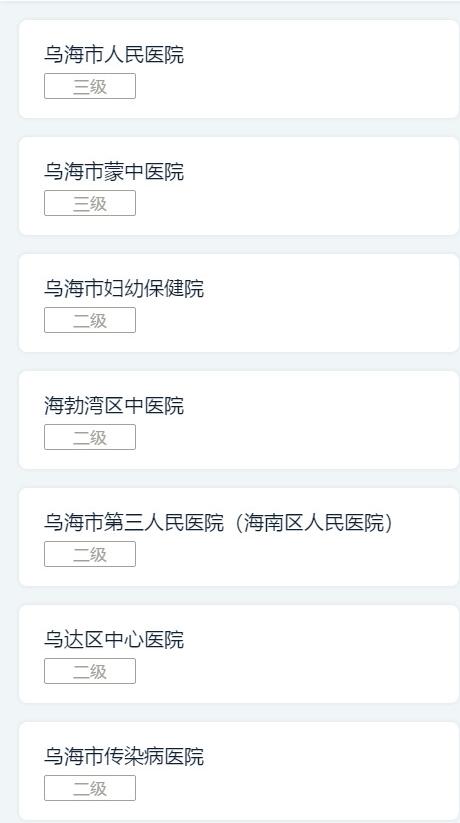 乌海市人民医院
三级
乌海市蒙中医院
三级
乌海市妇幼保健院
二级
海勃湾区中医院
二级
乌海市第三人民医院（海南区人民医院）
二级
乌达区中心医院
二级
乌海市传染病医院
二级